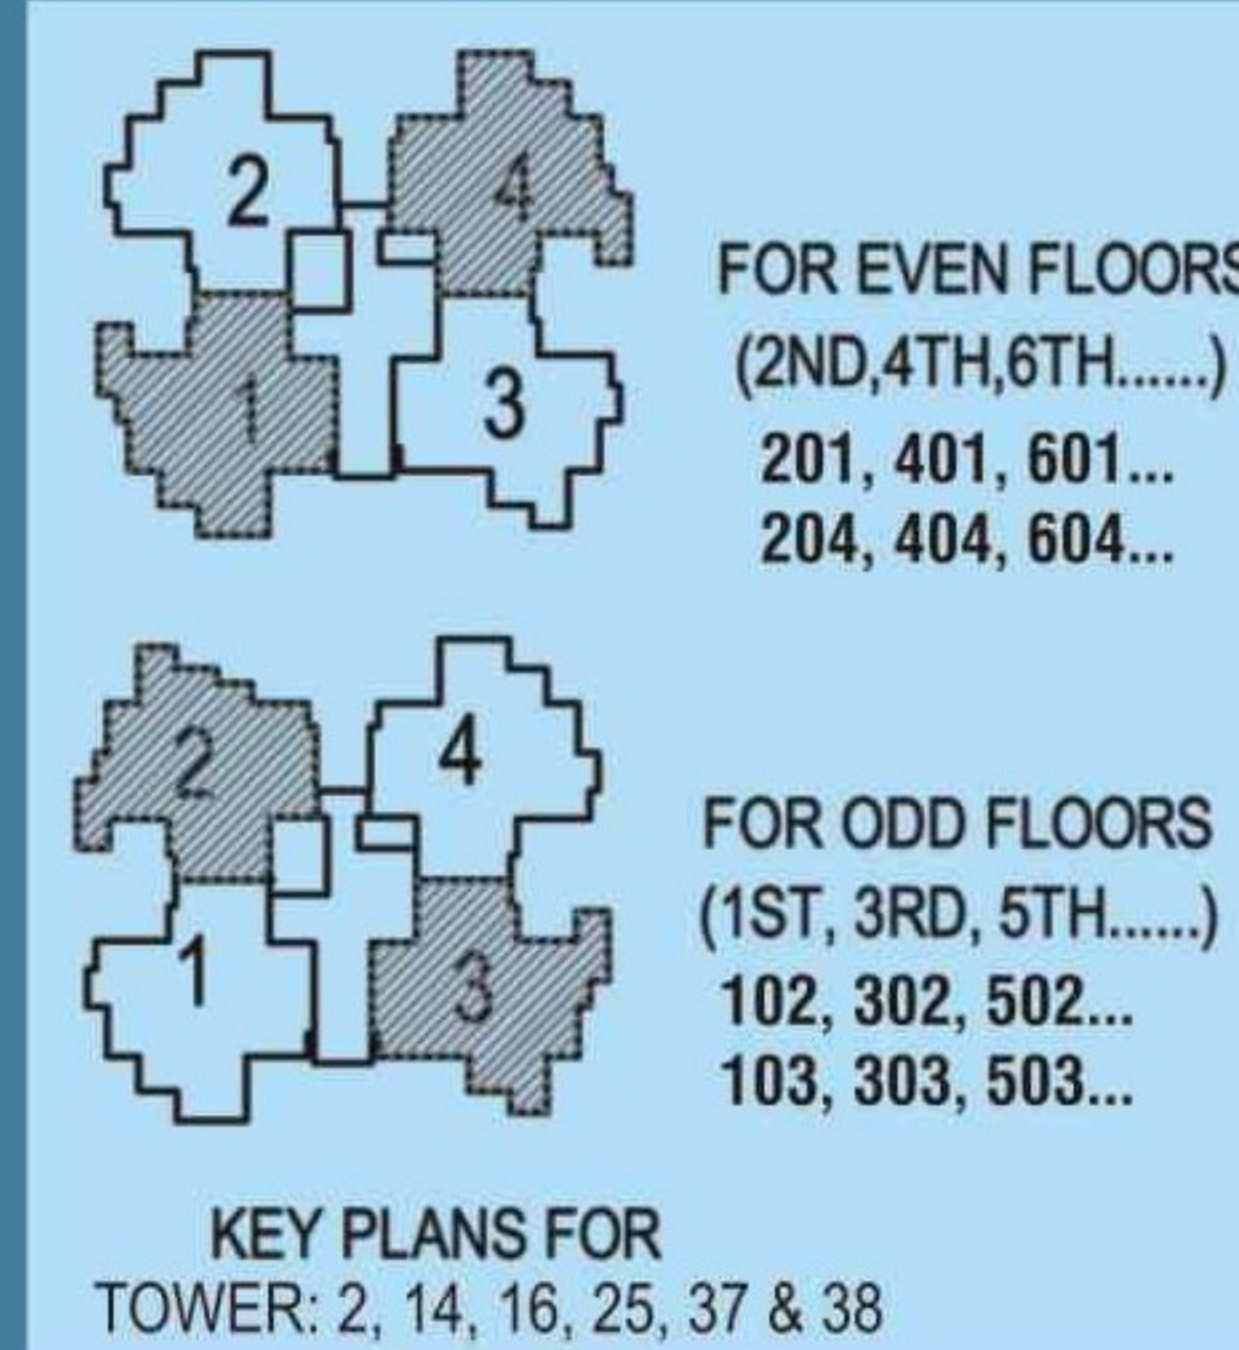 2
4
1
3
FOR EVEN FLOORS
(2ND,4TH,6TH......)
201, 401, 601...
204, 404, 604...
2
4
1
3
FOR ODD FLOORS
(1ST, 3RD, 5TH......)
102, 302, 502...
103, 303, 503...
KEY PLANS FOR
TOWER: 2, 14, 16, 25, 37 & 38